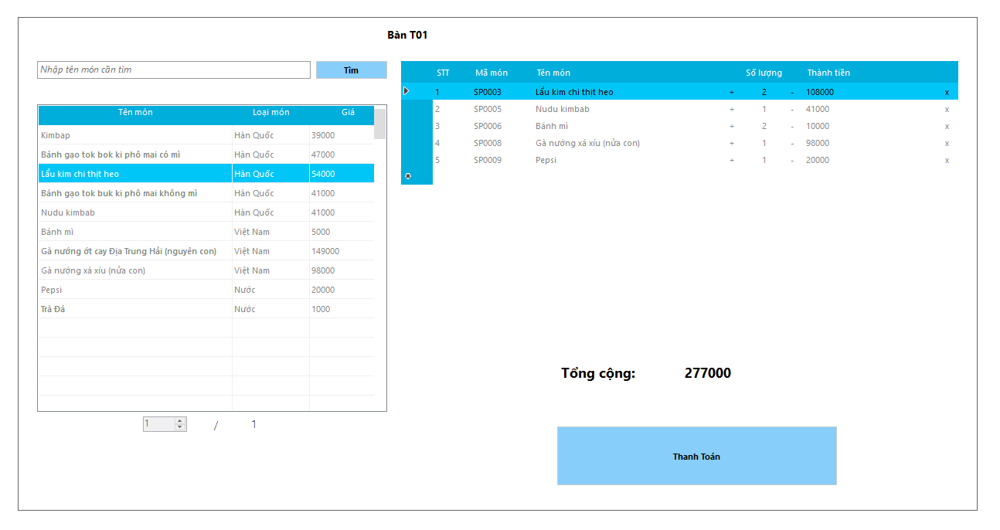 Bàn T01
Nhập tên món cần tìm
Tìm
Tên món Loại món Giá
Kimbap Hàn Quốc 39000
Bánh gạo tok bok ki phô mai có mì Hàn Quốc 47000
Lẩu kim chi thịt heo Hàn Quốc 54000
Bánh gạo tok buk ki phô mai không mì Hàn Quốc 41000
Nudu kimbab Hàn Quốc 41000
Bánh mì Việt Nam 5000
Gà nướng ớt cay Địa Trung Hải (nguyên con) Việt Nam 149000
Gà nướng xá xíu (nửa con) Việt Nam 98000
Pepsi Nước 20000
Trà Đá Nước 1000
1 / 1
STT Mã món Tên món Số lượng Thành tiền
1 SP0003 Lẩu kim chi thịt heo + 2 - 108000 x
2 SP0005 Nudu kimbab + 1 - 41000 x
3 SP0006 Bánh mì + 2 - 10000 x
4 SP0008 Gà nướng xá xíu (nửa con) + 1 - 98000 x
5 SP0009 Pepsi + 1 - 20000 x
Tổng cộng: 277000
Thanh Toán